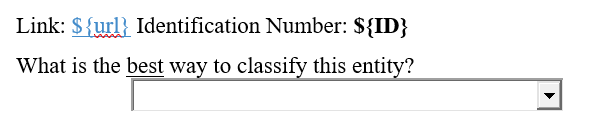 Link: ${url} Identification Number: ${ID}
What is the best way to classify this entity?